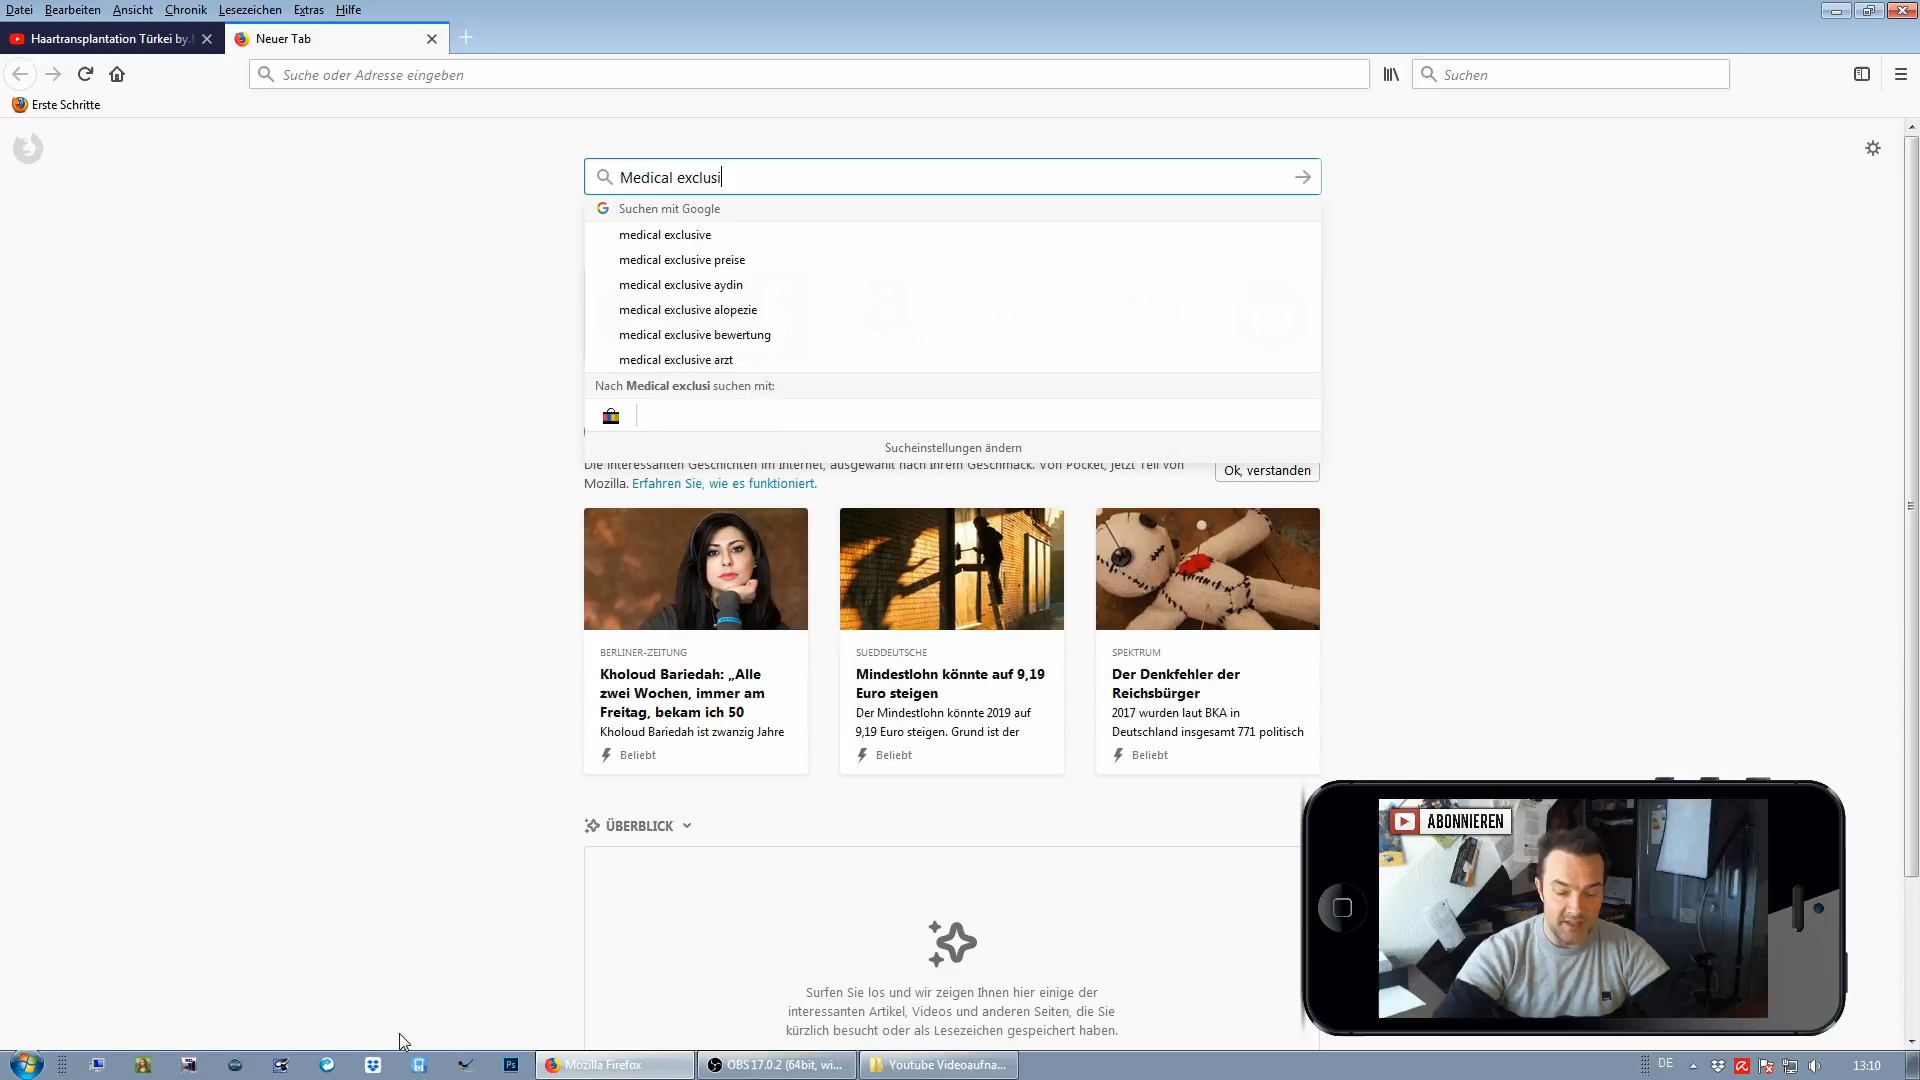 Datei Bearbeiten Ansicht Chronik Lesezeichen Extras Hilfe
Haartransplantation Türkei by.
Neuer Tab
Suche oder Adresse eingeben
Suchen
Erste Schritte
Medical exclusi
Suchen mit Google
medical exclusive
medical exclusive preise
medical exclusive aydin
medical exclusive alopezie
medical exclusive bewertung
medical exclusive arzt
Nach Medical exclusi suchen mit:
Sucheinstellungen ändern
Die interessanten Geschichten im Internet, ausgewählt nach Ihrem Geschmack. Von Pocket, jetzt Teil von
Mozilla. Erfahren Sie, wie es funktioniert.
Ok, verstanden
BERLINER-ZEITUNG
Kholoud Bariedah: „Alle
zwei Wochen, immer am
Freitag, bekam ich 50
Kholoud Bariedah ist zwanzig Jahre
Beliebt
SUEDDEUTSCHE
Mindestlohn könnte auf 9,19
Euro steigen
Der Mindestlohn könnte 2019 auf
9,19 Euro steigen. Grund ist der
Beliebt
SPEKTRUM
Der Denkfehler der
Reichsbürger
2017 wurden laut BKA in
Deutschland insgesamt 771 politisch
Beliebt
ÜBERBLICK
Surfen Sie los und wir zeigen Ihnen hier einige der
interessanten Artikel, Videos und anderen Seiten, die Sie
kürzlich besucht oder als Lesezeichen gespeichert haben.
ABONNIEREN
Ps
Mozilla Firefox
OBS 17.0.2 (64bit, wi...
Youtube Videoaufna...
DE
13:10